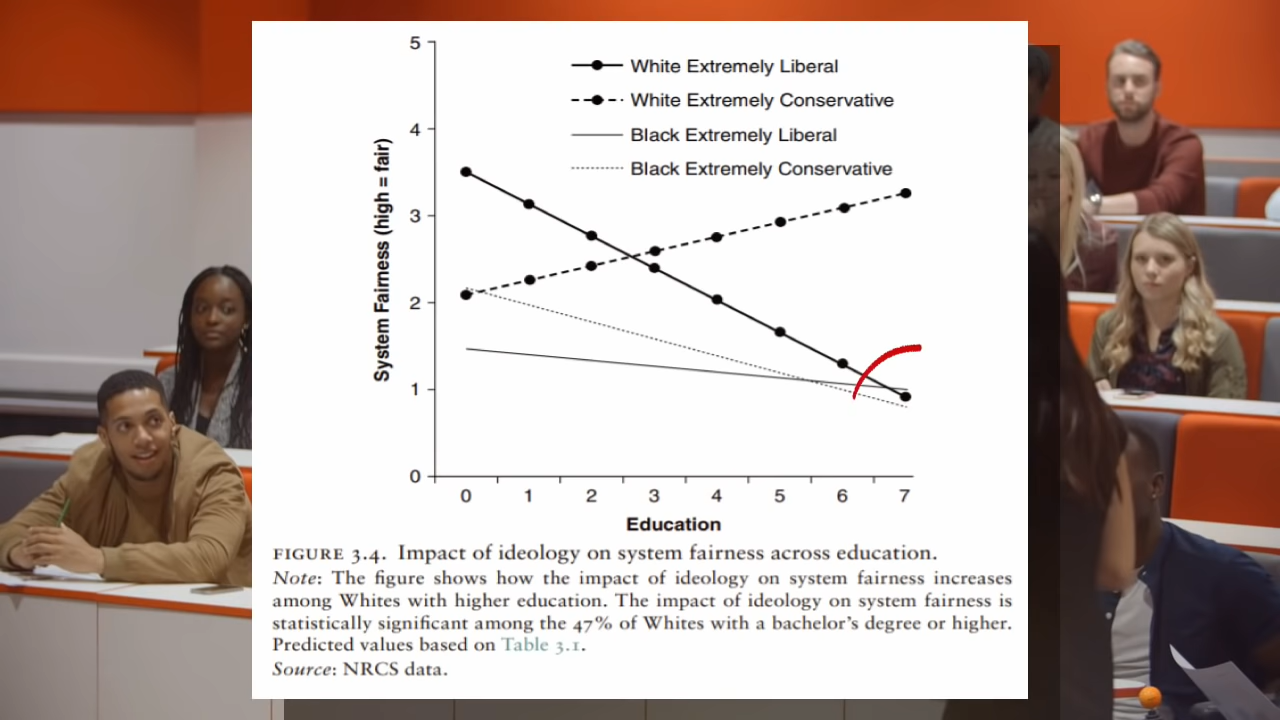 5
White Extremely Liberal
White Extremely Conservative
4
Black Extremely Liberal
Black Extremely Conservative
System Fairness (high = fair)
3
2
1
0
0 1 2 3 4 5 6 7
Education
FIGURE 3.4. Impact of ideology on system fairness across education.
Note: The figure shows how the impact of ideology on system fairness increases
among Whites with higher education. The impact of ideology on system fairness is
statistically significant among the 47% of Whites with a bachelor's degree or higher.
Predicted values based on Table 3.1.
Source: NRCS data.